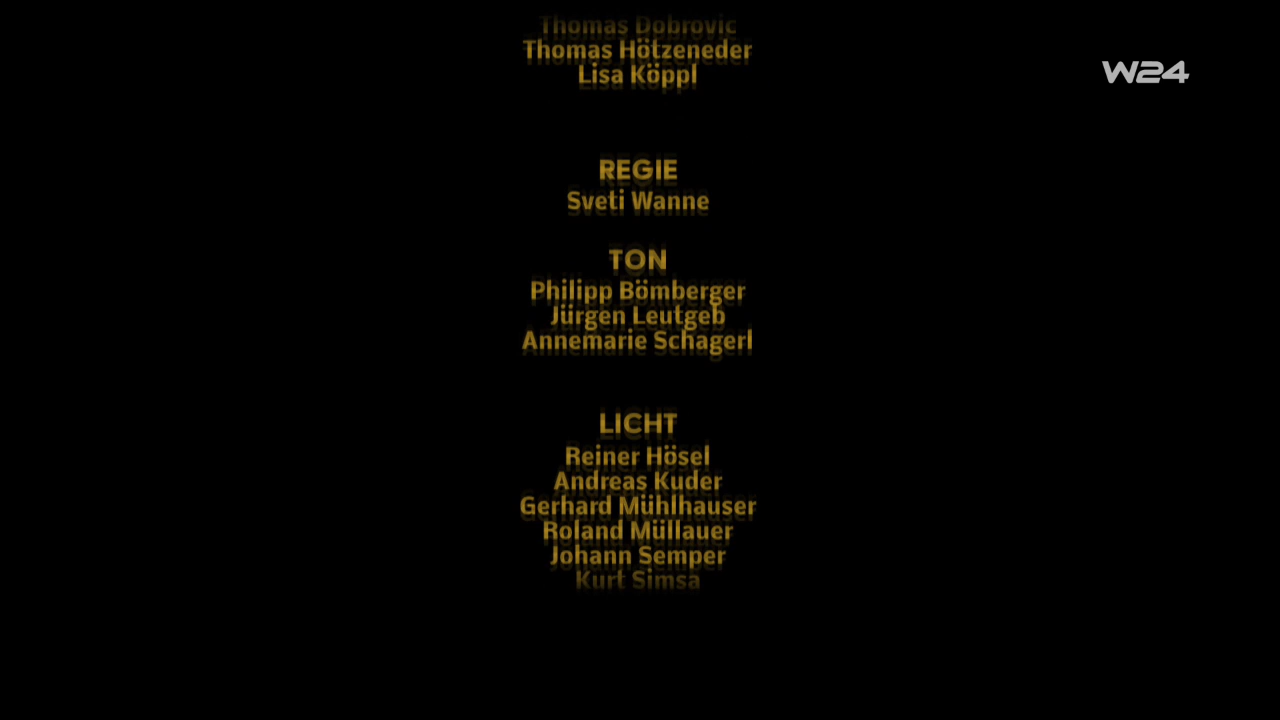 Thomas Dobrovic
Thomas Hötzeneder
Lisa Köppl
W24
REGIE
Sveti Wanne
TON
Philipp Bömberger
Jürgen Leutgeb
Annemarie Schagerl
LICHT
Reiner Hösel
Andreas Kuder
Gerhard Mühlhauser
Roland Müllauer
Johann Semper
Kurt Simsa